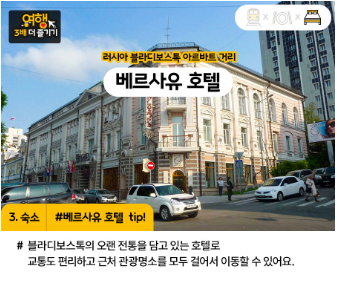 여행
3배 더 즐기기
러시아 블라디보스톡 아르바트 거리
베르사유 호텔
3. 숙소 #베르사유 호텔 tip!
# 블라디보스톡의 오랜 전통을 담고 있는 호텔로
교통도 편리하고 근처 관광명소를 모두 걸어서 이동할 수 있어요.